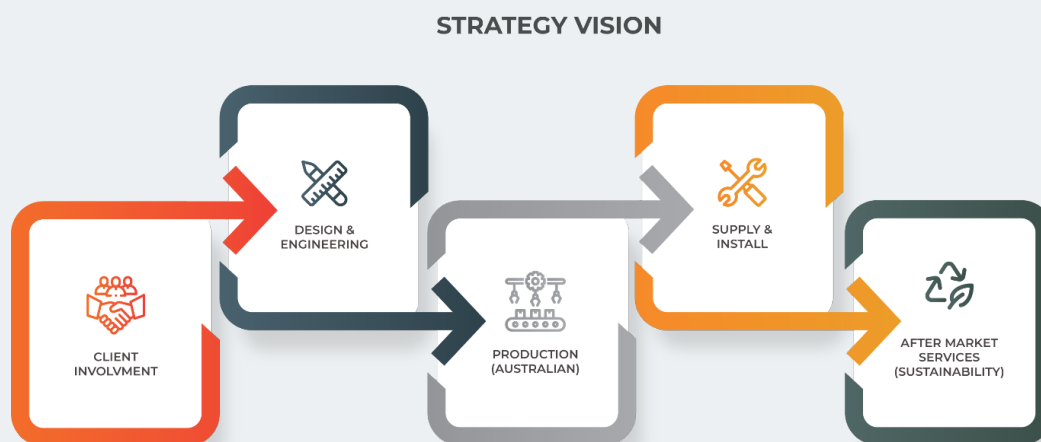 STRATEGY VISION
CLIENT
INVOLVMENT
DESIGN &
ENGINEERING
PRODUCTION
(AUSTRALIAN)
SUPPLY &
INSTALL
AFTER MARKET
SERVICES
(SUSTAINABILITY)